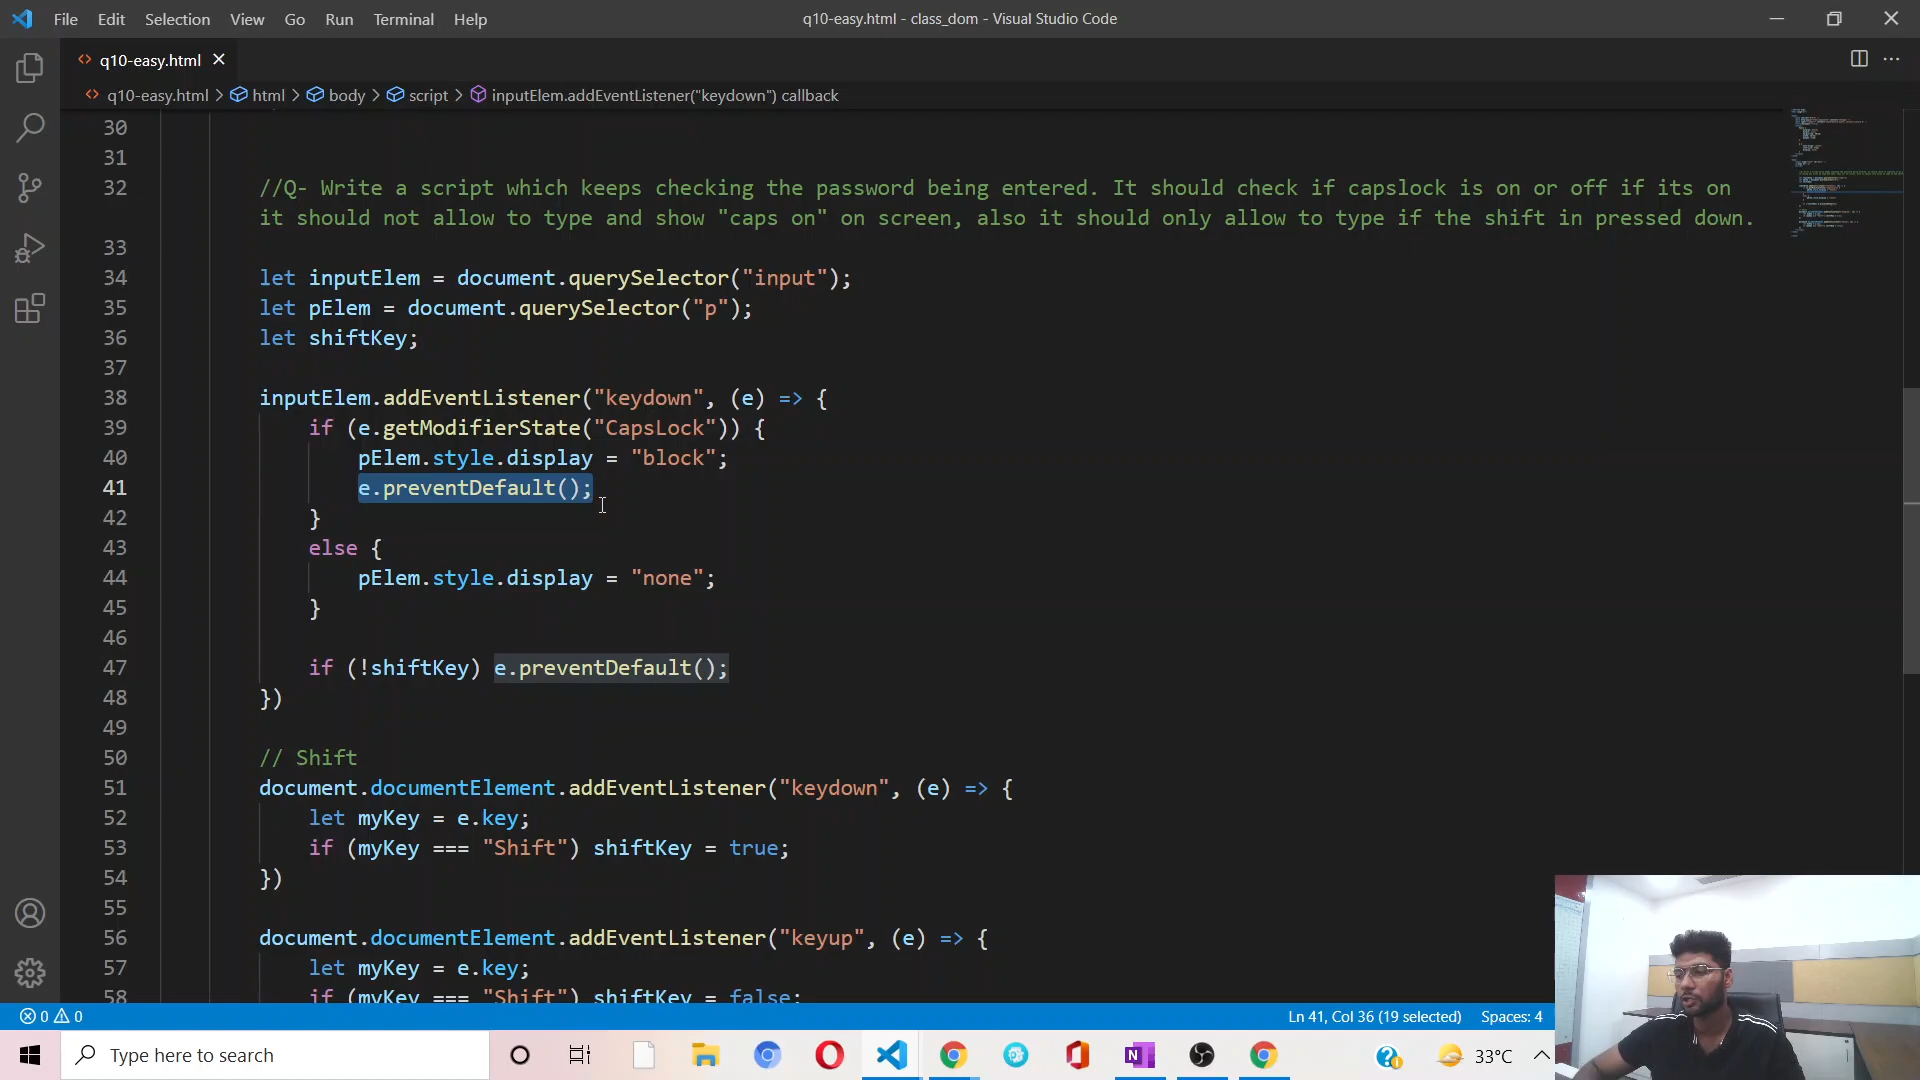 File Edit Selection View Go Run Terminal Help q10-easy.html - class_dom - Visual Studio Code
q10-easy.html
q10-easy.html > html > body > script > inputElem.addEventListener("keydown") callback
30
31
32 //Q- Write a script which keeps checking the password being entered. It should check if capslock is on or off if its on
it should not allow to type and show "caps on" on screen, also it should only allow to type if the shift in pressed down.
33
34 let inputElem = document.querySelector("input");
35 let pElem = document.querySelector("p");
36 let shiftKey;
37
38 inputElem.addEventListener("keydown", (e) => {
39 if (e.getModifierState("CapsLock")) {
40 pElem.style.display = "block";
41 e.preventDefault();
42 }
43 else {
44 pElem.style.display = "none";
45 }
46
47 if (!shiftKey) e.preventDefault();
48 })
49
50 // Shift
51 document.documentElement.addEventListener("keydown", (e) => {
52 let myKey = e.key;
53 if (myKey === "Shift") shiftKey = true;
54 })
55
56 document.documentElement.addEventListener("keyup", (e) => {
57 let myKey = e.key;
58 if (myKey === "Shift") shiftKey = false;
0 0 Ln 41, Col 36 (19 selected) Spaces: 4
Type here to search 33°C